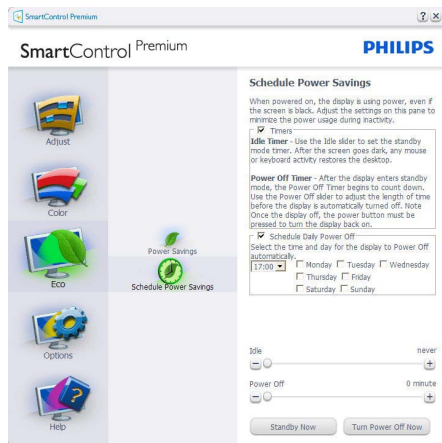 SmartControl Premium
SmartControl Premium
PHILIPS
Adjust
Color
Eco
Options
Help
Power Savings
Schedule Power Savings
Schedule Power Savings
When powered on, the display is using power, even if
the screen is black. Adjust the settings on this pane to
minimize the power usage during inactivity.
Timers
Idle Timer - Use the Idle slider to set the standby
mode timer. After the screen goes dark, any mouse
or keyboard activity restores the desktop.
Power Off Timer - After the display enters standby
mode, the Power Off Timer begins to count down.
Use the Power Off slider to adjust the length of time
before the display is automatically turned off. Note
Once the display off, the power button must be
pressed to turn the display back on.
Schedule Daily Power Off
Select the time and day for the display to Power Off
automatically.
17:00 Monday Tuesday Wednesday
Thursday Friday
Saturday Sunday
Idle never
Power Off 0 minute
Standby Now Turn Power Off Now